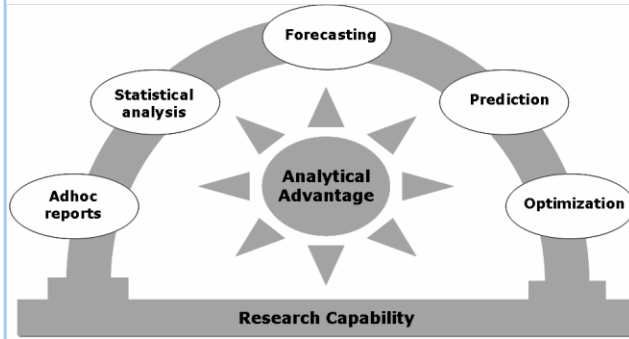 Forecasting
Statistical
analysis
Prediction
Analytical
Advantage
Adhoc
reports
Optimization
Research Capability